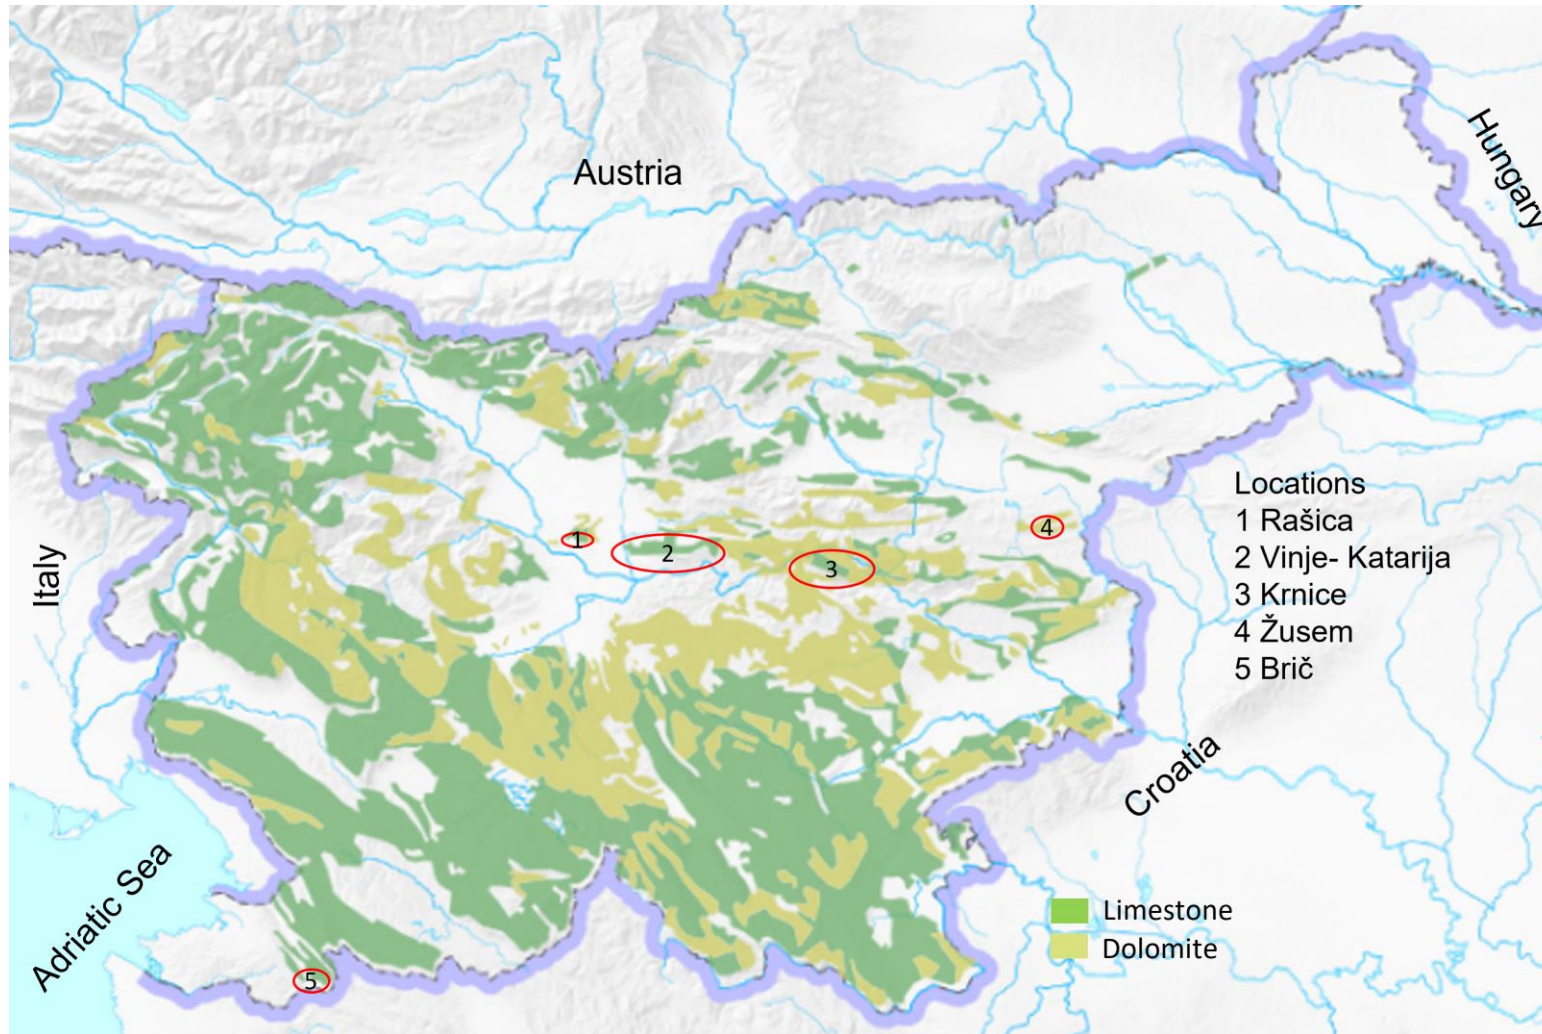 Austria
Hungary
Italy
Locations
1 Rašica
2 Vinje- Katarija
3 Krnice
4 Žusem
5 Brič
1
2
3
4
5
Croatia
Adriatic Sea
Limestone
Dolomite